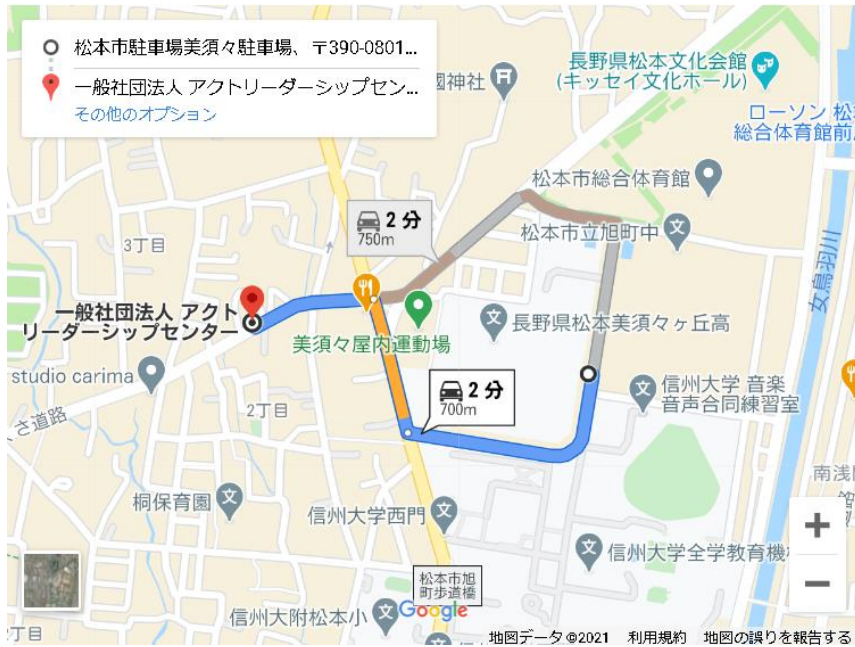 松本市駐車場美須々駐車場、〒390-0801...
一般社団法人 アクトリーダーシップセン...
その他のオプション
國神社
長野県松本文化会館
(キッセイ文化ホール)
ローソン 松
総合体育館前
松本市総合体育館
2 分
750m
松本市立旭町中
3丁目
女鳥羽川
一般社団法人 アクト
リーダーシップセンター
長野県松本美須々ヶ丘高
美須々屋内運動場
studio carima
2 分
700m
信州大学 音楽
音声合同練習室
さ道路
2丁目
南浅
桐保育園
信州大学西門
+
信州大学全学教育機
−
松本市旭
町歩道橋
信州大附松本小
Google
丁目
地図データ ©2021 利用規約 地図の誤りを報告する